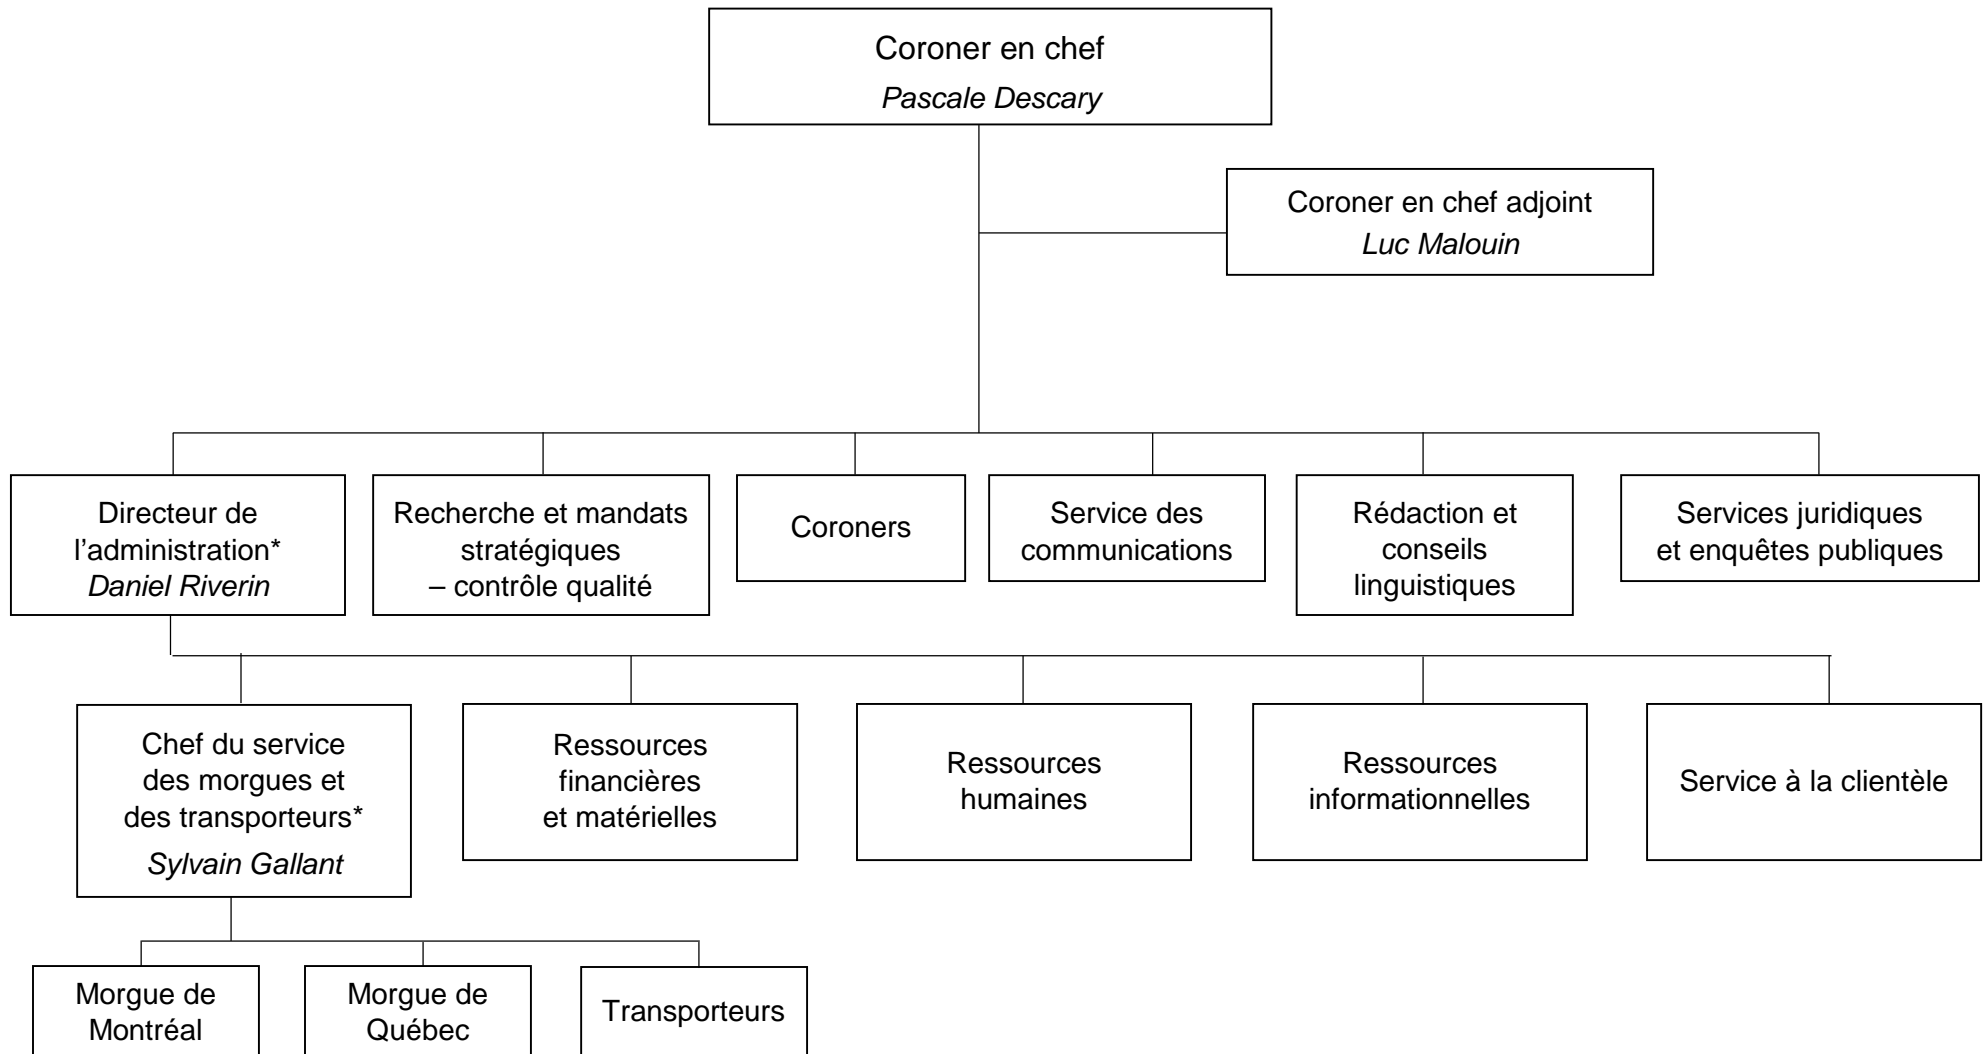 Coroner en chef
Pascale Descary
Coroner en chef adjoint
Luc Malouin
Directeur de
l’administration*
Daniel Riverin
Recherche et mandats
stratégiques
– contrôle qualité
Coroners
Service des
communications
Rédaction et
conseils
linguistiques
Services juridiques
et enquêtes publiques
Chef du service
des morgues et
des transporteurs*
Sylvain Gallant
Ressources
financières
et matérielles
Ressources
humaines
Ressources
informationnelles
Service à la clientèle
Morgue de
Montréal
Morgue de
Québec
Transporteurs